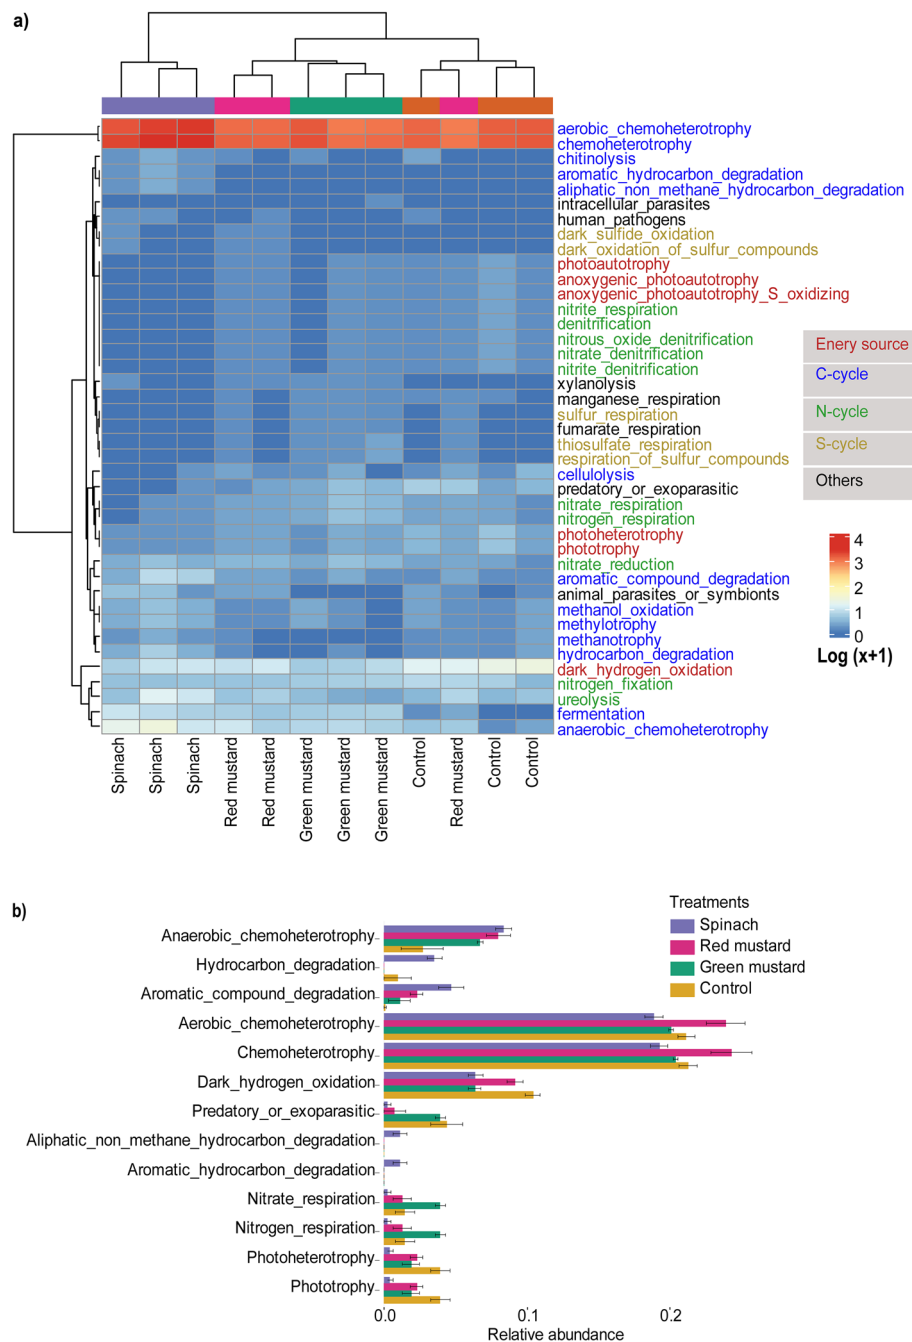 a)
aerobic_chemoheterotrophy
chemoheterotrophy
chitinolysis
aromatic_hydrocarbon_degradation
aliphatic_non_methane_hydrocarbon_degradation
intracellular_parasites
human_pathogens
dark_sulfide_oxidation
dark_oxidation_of_sulfur_compounds
photoautotrophy
anoxygenic_photoautotrophy
anoxygenic_photoautotrophy_S_oxidizing
nitrite_respiration
denitrification
nitrous_oxide_denitrification
nitrate_denitrification
nitrite_denitrification
xylanolysis
manganese_respiration
sulfur_respiration
fumarate_respiration
thiosulfate_respiration
respiration_of_sulfur_compounds
cellulolysis
predatory_or_exoparasitic
nitrate_respiration
nitrogen_respiration
photoheterotrophy
phototrophy
nitrate_reduction
aromatic_compound_degradation
animal_parasites_or_symbionts
methanol_oxidation
methylotrophy
methanotrophy
hydrocarbon_degradation
dark_hydrogen_oxidation
nitrogen_fixation
ureolysis
fermentation
anaerobic_chemoheterotrophy
Enery source
C-cycle
N-cycle
S-cycle
Others
4
3
2
1
0
Log (x+1)
Spinach
Spinach
Spinach
Red mustard
Red mustard
Green mustard
Green mustard
Green mustard
Control
Red mustard
Control
Control
b)
Treatments
Spinach
Red mustard
Green mustard
Control
Anaerobic_chemoheterotrophy
Hydrocarbon_degradation
Aromatic_compound_degradation
Aerobic_chemoheterotrophy
Chemoheterotrophy
Dark_hydrogen_oxidation
Predatory_or_exoparasitic
Aliphatic_non_methane_hydrocarbon_degradation
Aromatic_hydrocarbon_degradation
Nitrate_respiration
Nitrogen_respiration
Photoheterotrophy
Phototrophy
0.0 0.1 0.2
Relative abundance